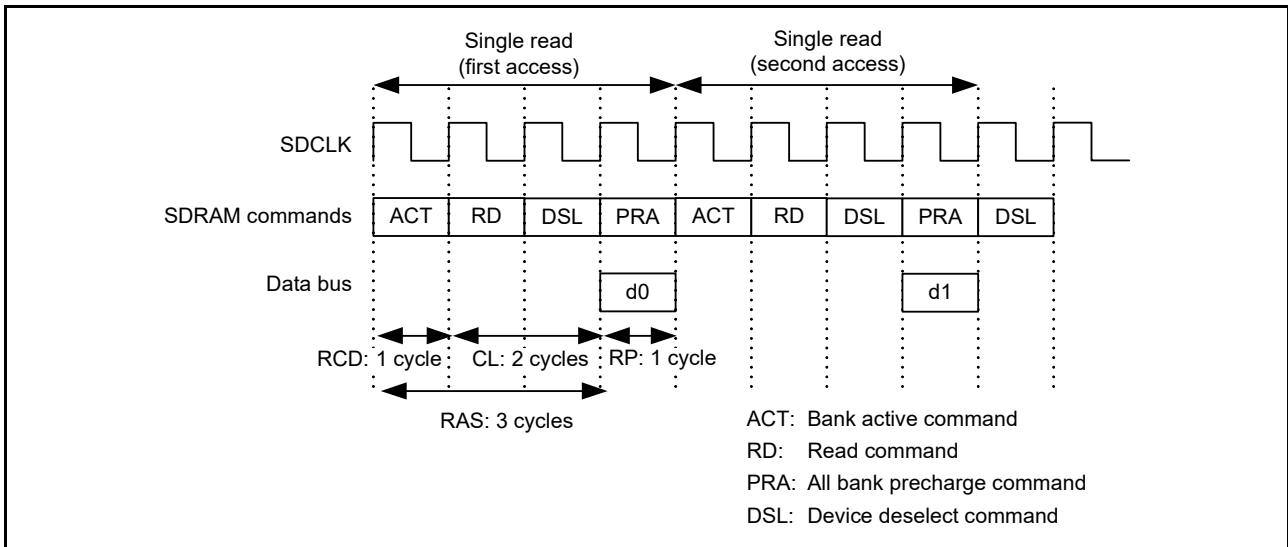 Single read
(first access)
Single read
(second access)
SDCLK
SDRAM commands ACT RD DSL PRA ACT RD DSL PRA DSL
Data bus d0 d1
RCD: 1 cycle CL: 2 cycles RP: 1 cycle
RAS: 3 cycles
ACT: Bank active command
RD: Read command
PRA: All bank precharge command
DSL: Device deselect command